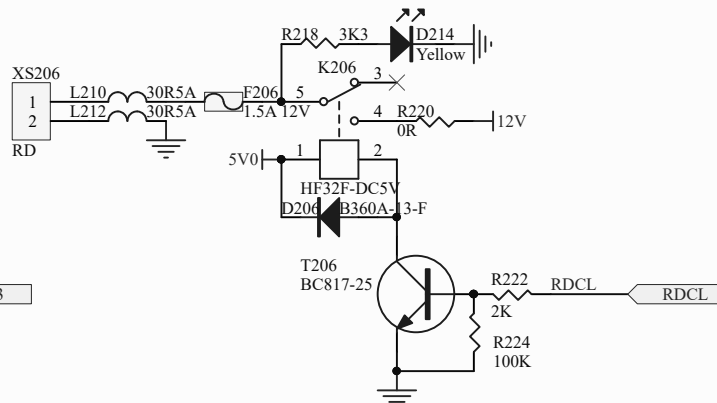 R218 3K3 D214
Yellow
K206
XS206
3
L210 30R5A F206 5
1
L212 30R5A 1.5A 12V 4 R220
2
0R 12V
RD
5V0 1 2
HF32F-DC5V
D206 B360A-13-F
T206
BC817-25
R222 RDCL RDCL
2K
3
R224
100K